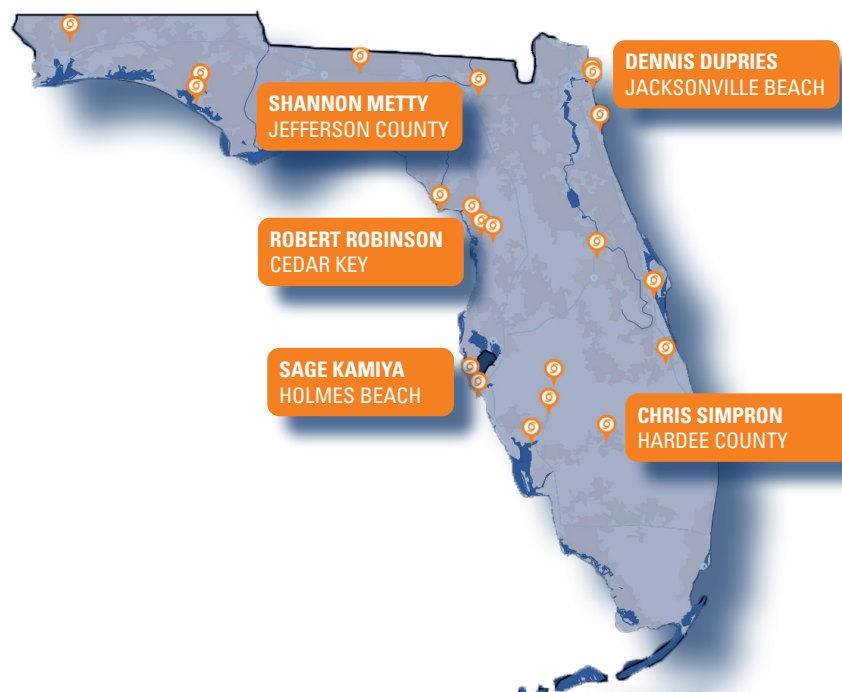 DENNIS DUPRIES
JACKSONVILLE BEACH
SHANNON METTY
JEFFERSON COUNTY
ROBERT ROBINSON
CEDAR KEY
SAGE KAMIYA
HOLMES BEACH
CHRIS SIMPRON
HARDEE COUNTY